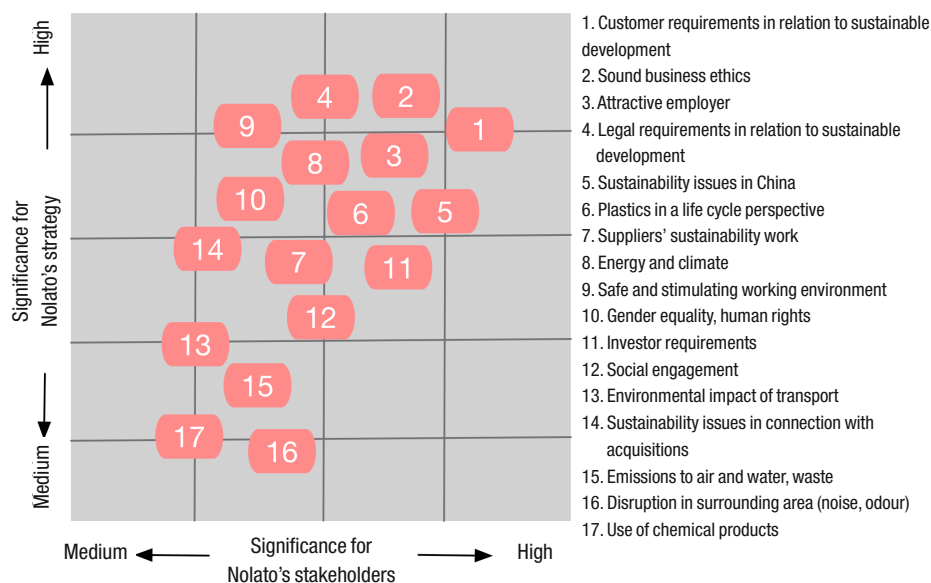 High
Significance for
Nolato's strategy
Medium
4
2
9
1
8
3
10
6
5
14
7
11
12
13
15
17
16
Medium
Significance for
Nolato's stakeholders
High
1. Customer requirements in relation to sustainable
development
2. Sound business ethics
3. Attractive employer
4. Legal requirements in relation to sustainable
development
5. Sustainability issues in China
6. Plastics in a life cycle perspective
7. Suppliers' sustainability work
8. Energy and climate
9. Safe and stimulating working environment
10. Gender equality, human rights
11. Investor requirements
12. Social engagement
13. Environmental impact of transport
14. Sustainability issues in connection with
acquisitions
15. Emissions to air and water, waste
16. Disruption in surrounding area (noise, odour)
17. Use of chemical products